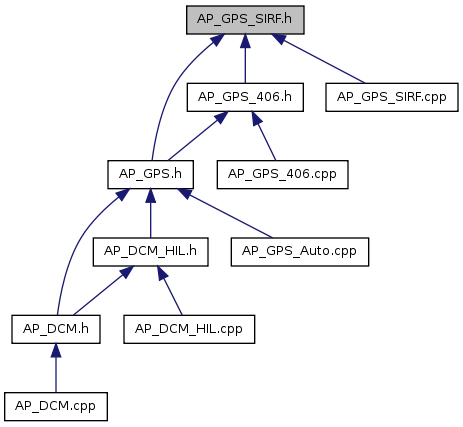 AP_GPS_SIRF.h
AP_GPS_406.h
AP_GPS_SIRF.cpp
AP_GPS.h
AP_GPS_406.cpp
AP_DCM_HIL.h
AP_GPS_Auto.cpp
AP_DCM.h
AP_DCM_HIL.cpp
AP_DCM.cpp